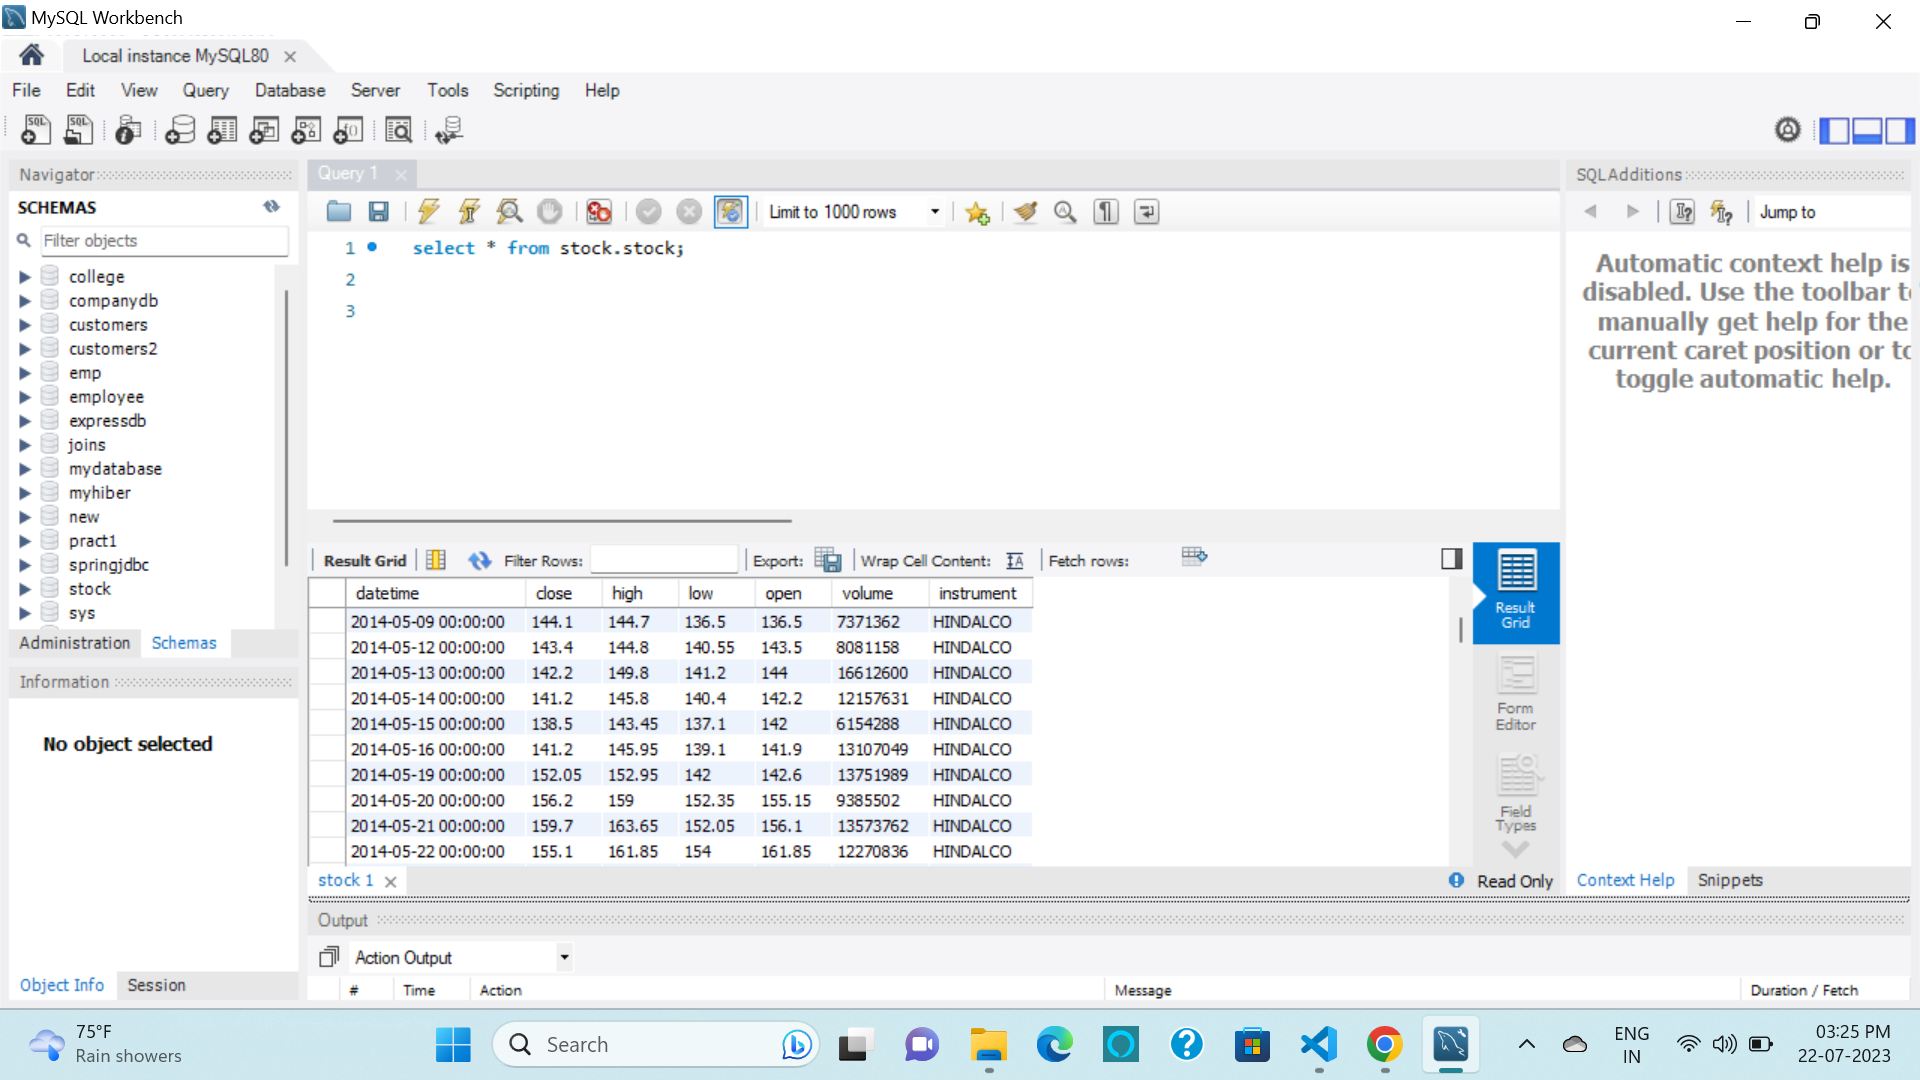 MySQL Workbench
Local instance MySQL80
File Edit View Query Database Server Tools Scripting Help
Navigator
SCHEMAS
Filter objects
college
companydb
customers
customers2
emp
employee
expressdb
joins
mydatabase
myhiber
new
pract1
springjdbc
stock
sys
Administration Schemas
Information
No object selected
Object Info Session
Query 1
Limit to 1000 rows
1 select * from stock.stock;
2
3
Result Grid Filter Rows: Export: Wrap Cell Content: Fetch rows:
datetime close high low open volume instrument
2014-05-09 00:00:00 144.1 144.7 136.5 136.5 7371362 HINDALCO
2014-05-12 00:00:00 143.4 144.8 140.55 143.5 8081158 HINDALCO
2014-05-13 00:00:00 142.2 149.8 141.2 144 16612600 HINDALCO
2014-05-14 00:00:00 141.2 145.8 140.4 142.2 12157631 HINDALCO
2014-05-15 00:00:00 138.5 143.45 137.1 142 6154288 HINDALCO
2014-05-16 00:00:00 141.2 145.95 139.1 141.9 13107049 HINDALCO
2014-05-19 00:00:00 152.05 152.95 142 142.6 13751989 HINDALCO
2014-05-20 00:00:00 156.2 159 152.35 155.15 9385502 HINDALCO
2014-05-21 00:00:00 159.7 163.65 152.05 156.1 13573762 HINDALCO
2014-05-22 00:00:00 155.1 161.85 154 161.85 12270836 HINDALCO
Result
Grid
Form
Editor
Field
Types
stock 1
Read Only
SQLAdditions
Jump to
Automatic context help is
disabled. Use the toolbar to
manually get help for the
current caret position or to
toggle automatic help.
Context Help Snippets
Output
Action Output
# Time Action Message Duration / Fetch
75°F
Rain showers
Search
ENG
IN
03:25 PM
22-07-2023